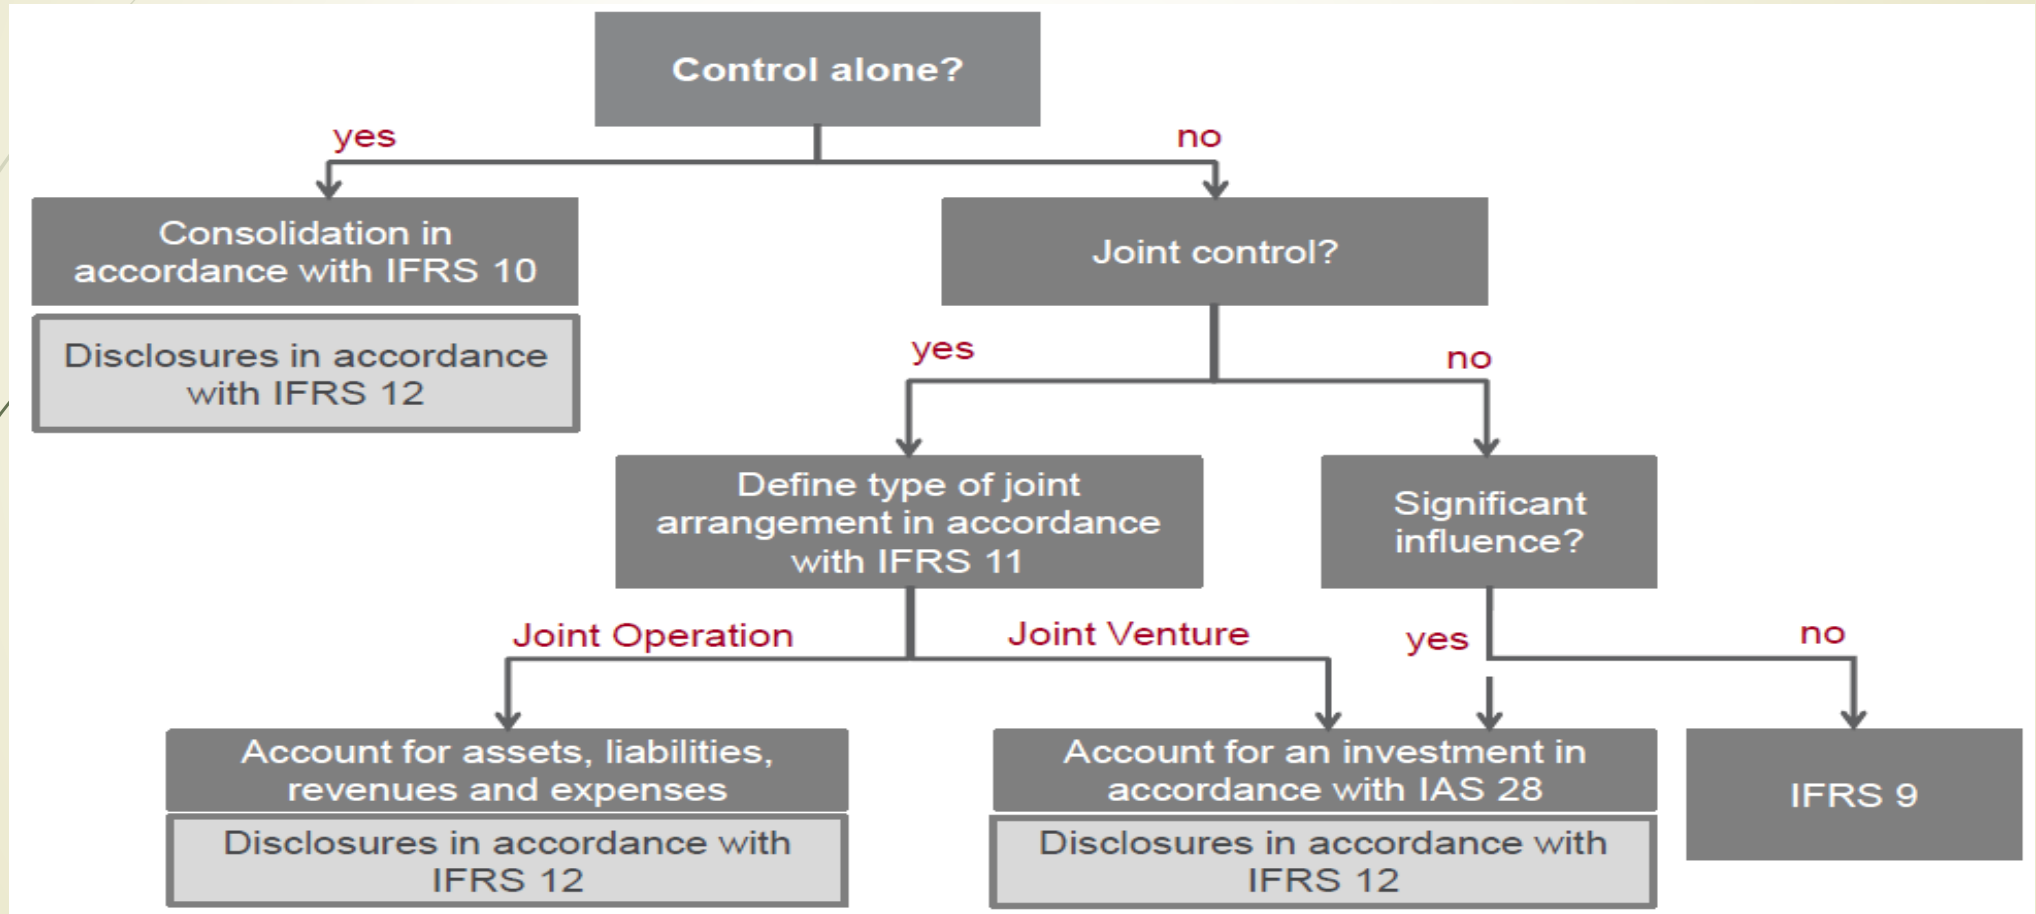 Control alone?
yes
no
Consolidation in
accordance with IFRS 10
Disclosures in accordance
with IFRS 12
Joint control?
yes
no
Define type of joint
arrangement in accordance
with IFRS 11
Significant
influence?
Joint Operation
Joint Venture
yes
no
Account for assets, liabilities,
revenues and expenses
Disclosures in accordance with
IFRS 12
Account for an investment in
accordance with IAS 28
Disclosures in accordance with
IFRS 12
IFRS 9